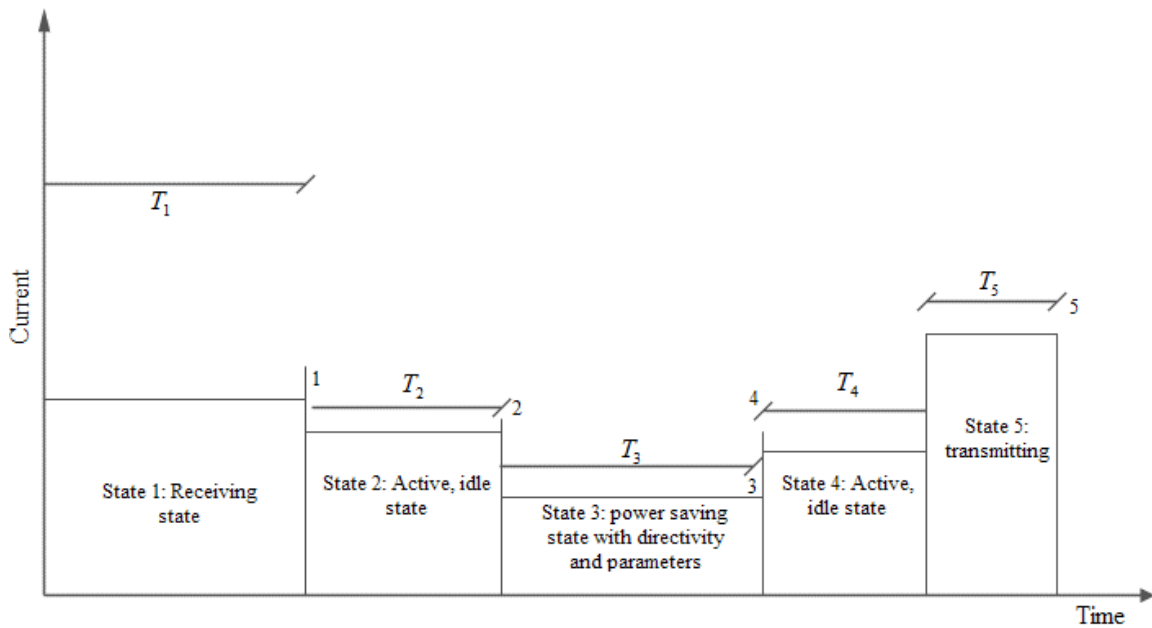 T1
Current
T5
5
1
T2
2
4
T4
T3
3
State 1: Receiving
state
State 2: Active, idle
state
State 3: power saving
state with directivity
and parameters
State 4: Active,
idle state
State 5:
transmitting
Time